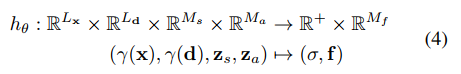 h_θ : ℝ^{L_𝐱} × ℝ^{L_𝐝} × ℝ^{M_s} × ℝ^{M_a} → ℝ^+ × ℝ^{M_f} (4)
(γ(𝐱), γ(𝐝), 𝐳_s, 𝐳_a) ↦ (σ, 𝐟)